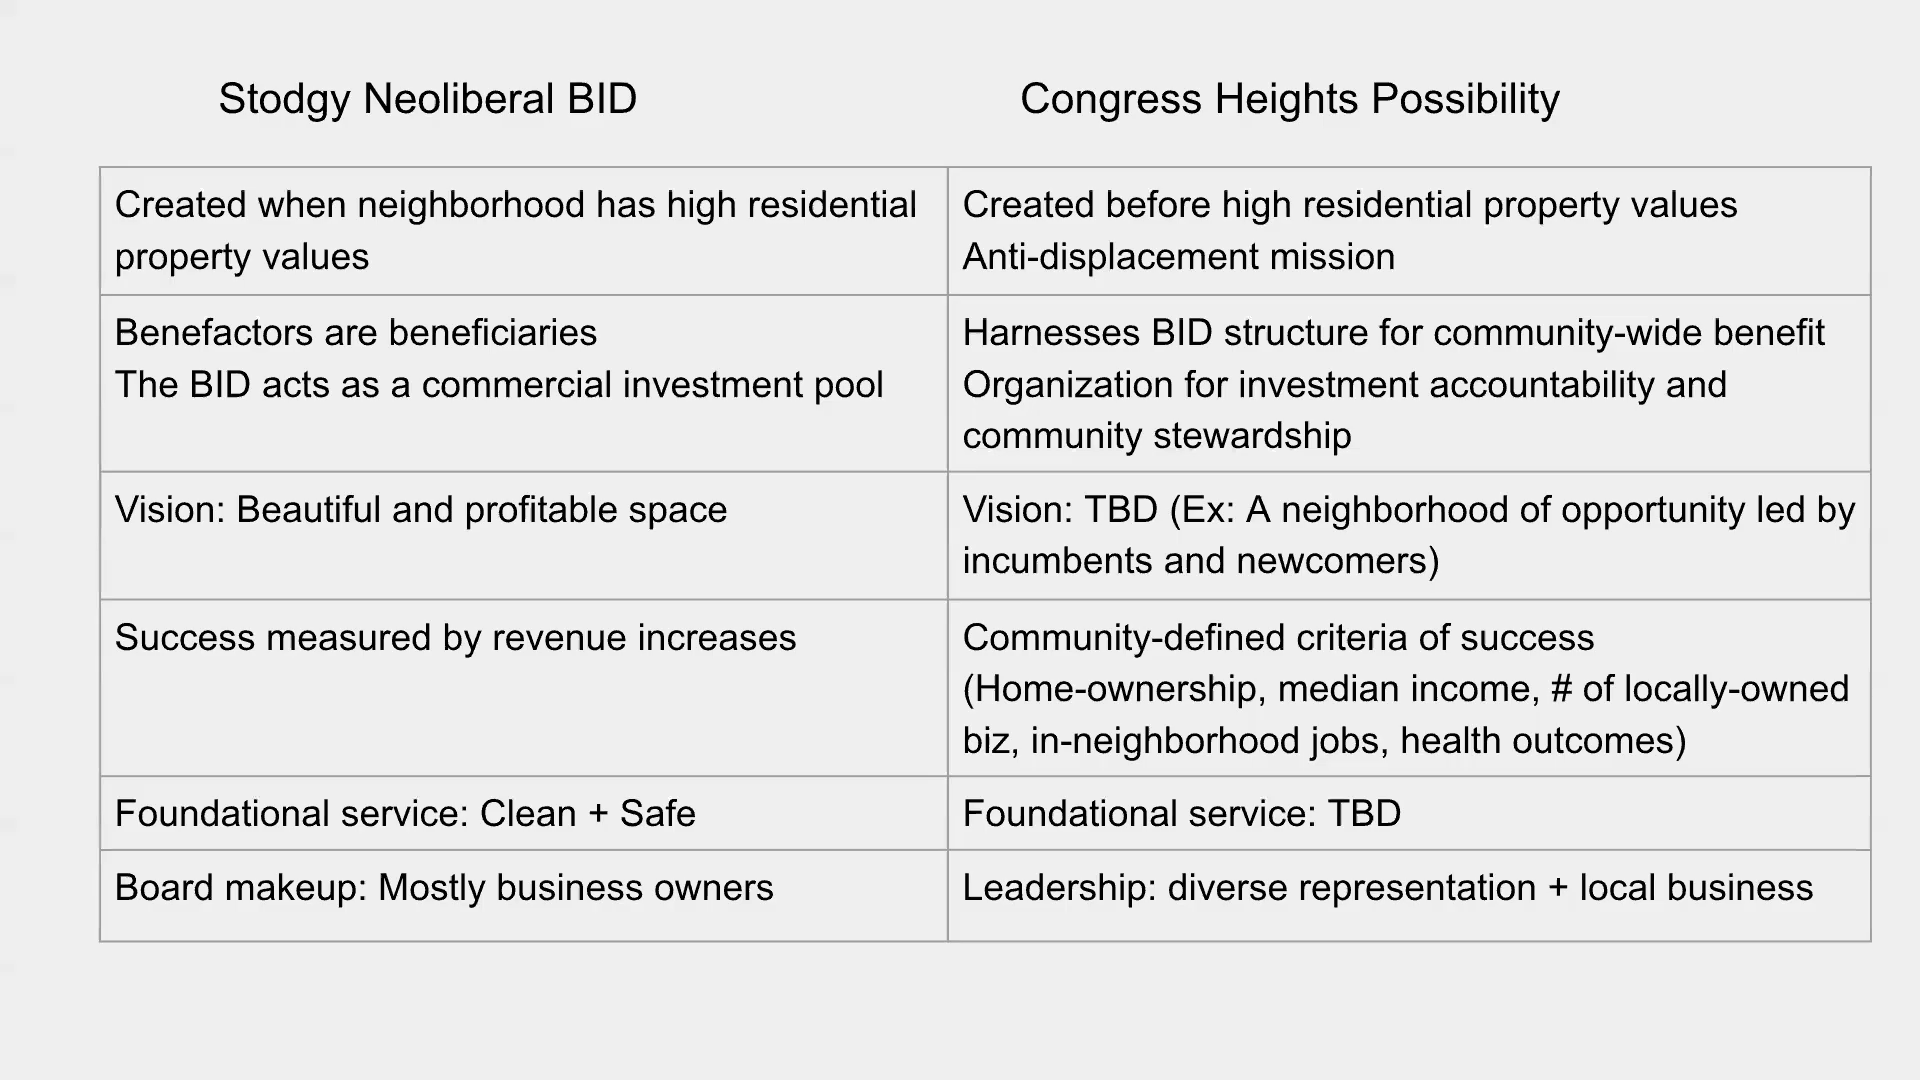 Stodgy Neoliberal BID
Congress Heights Possibility
Created when neighborhood has high residential
property values
Created before high residential property values
Anti-displacement mission
Benefactors are beneficiaries
The BID acts as a commercial investment pool
Harnesses BID structure for community-wide benefit
Organization for investment accountability and
community stewardship
Vision: Beautiful and profitable space
Vision: TBD (Ex: A neighborhood of opportunity led by
incumbents and newcomers)
Success measured by revenue increases
Community-defined criteria of success
(Home-ownership, median income, # of locally-owned
biz, in-neighborhood jobs, health outcomes)
Foundational service: Clean + Safe
Foundational service: TBD
Board makeup: Mostly business owners
Leadership: diverse representation + local business